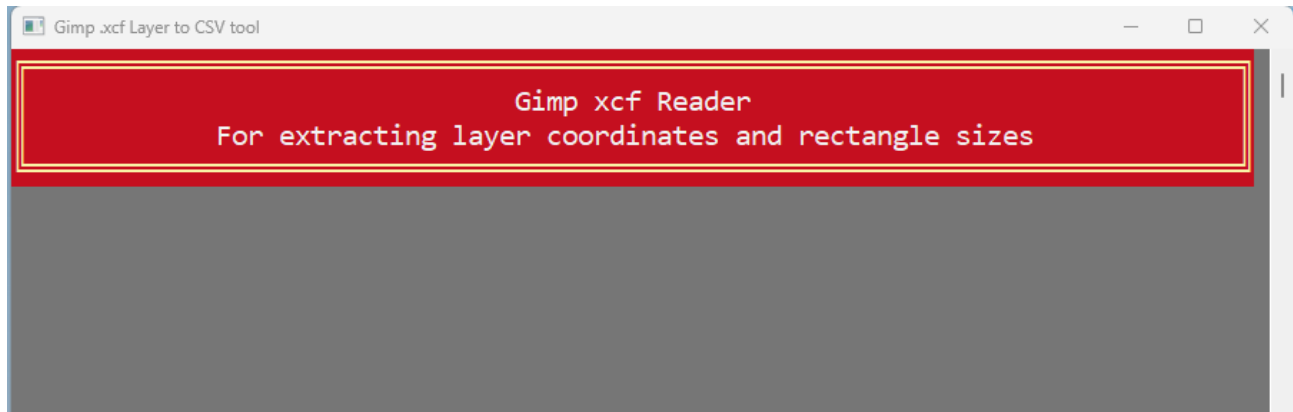 Gimp .xcf Layer to CSV tool
Gimp xcf Reader
For extracting layer coordinates and rectangle sizes